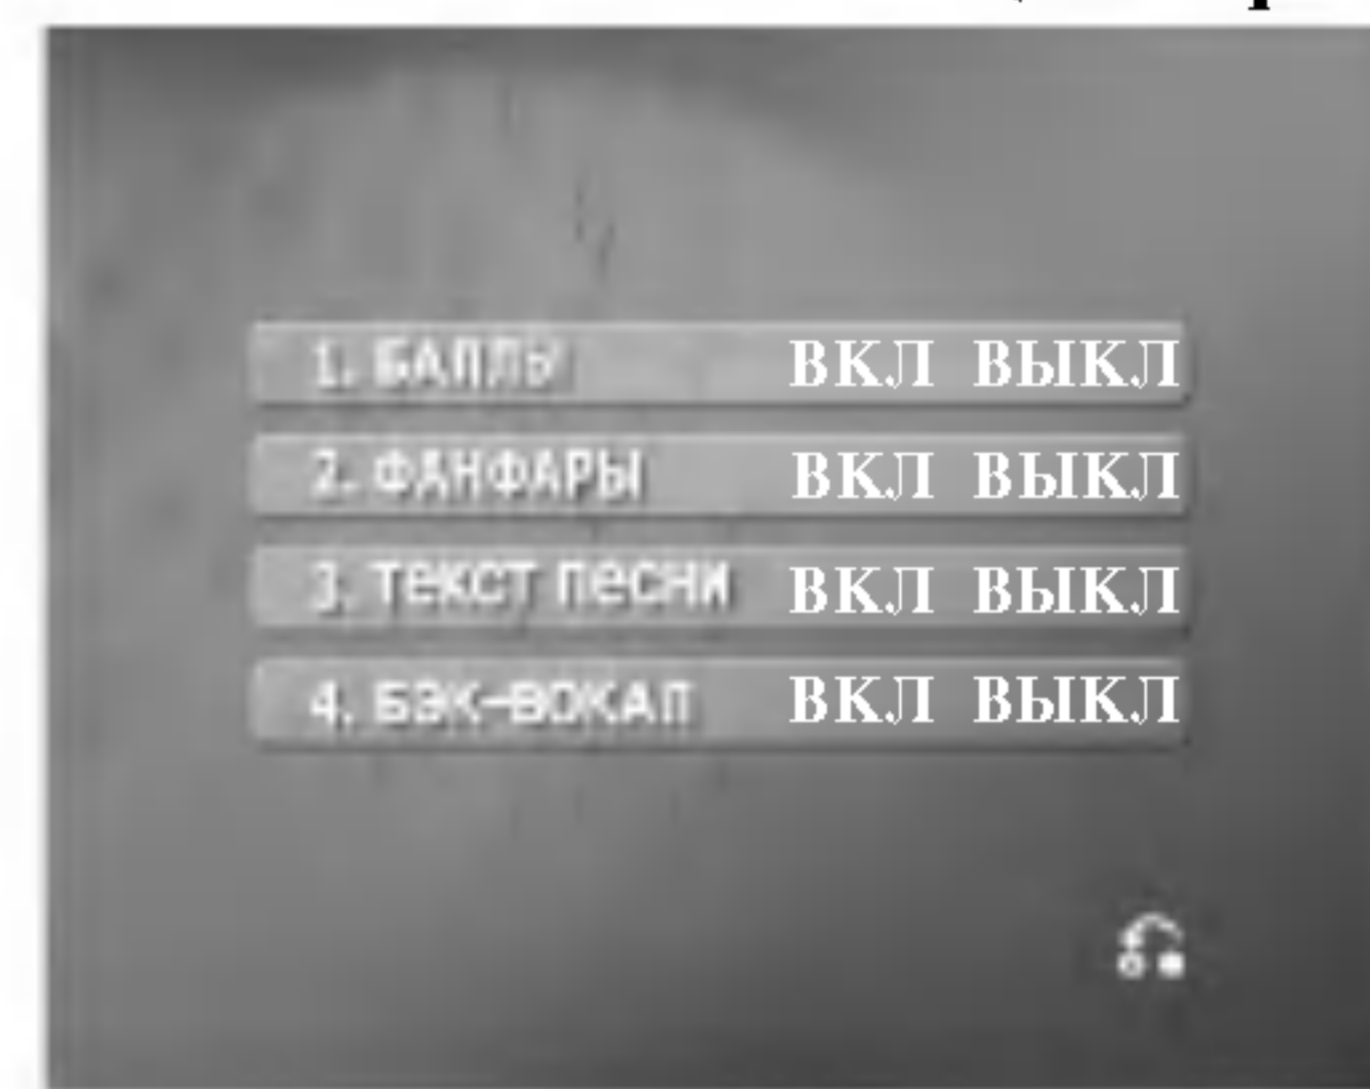 1. БАЛЛЫ ВКЛ ВЫКЛ
2. ФАНФАРЫ ВКЛ ВЫКЛ
3. ТЕКСТ ПЕСНИ ВКЛ ВЫКЛ
4. БЭК-ВОКАЛ ВКЛ ВЫКЛ